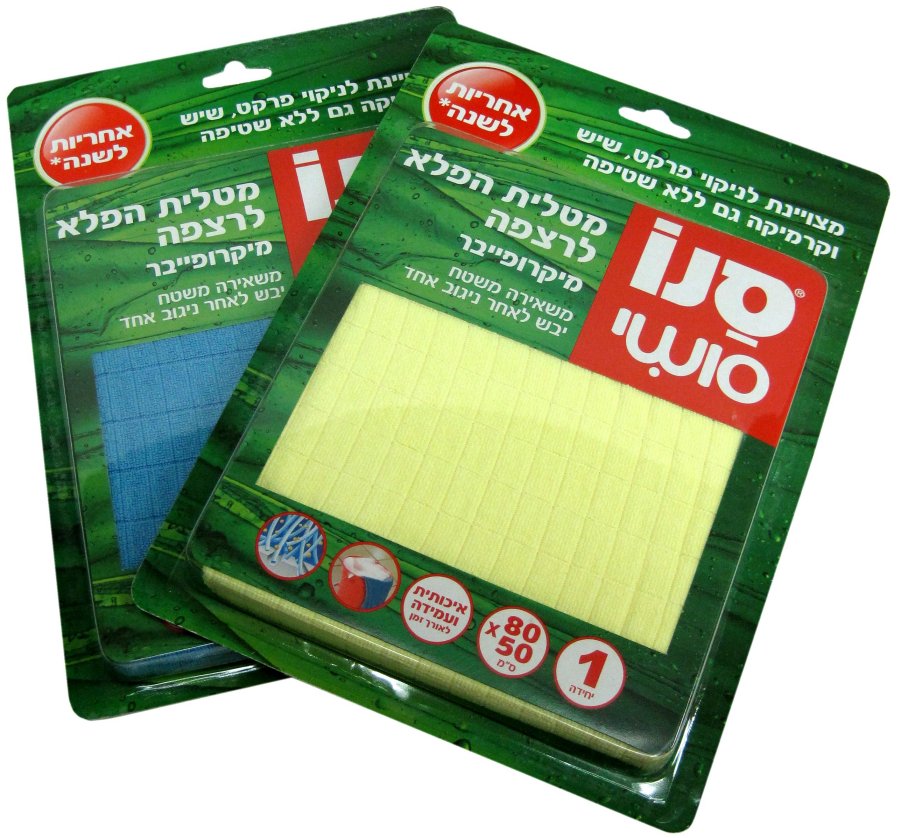 מצויינת לניקוי פרקט, שיש
וקרמיקה גם ללא שטיפה
אחריות
לשנה*
סנו®
סושי
מטלית הפלא
לרצפה
מיקרופייבר
משאירה משטח
יבש לאחר ניגוב אחד
1
יחידה
80
x 50
ס"מ
איכותית
ועמידה
לאורך זמן
מצויינת לניקוי פרקט, שיש
וקרמיקה גם ללא שטיפה
אחריות
לשנה*
מטלית הפלא
לרצפה
מיקרופייבר
משאירה משטח
יבש לאחר ניגוב אחד